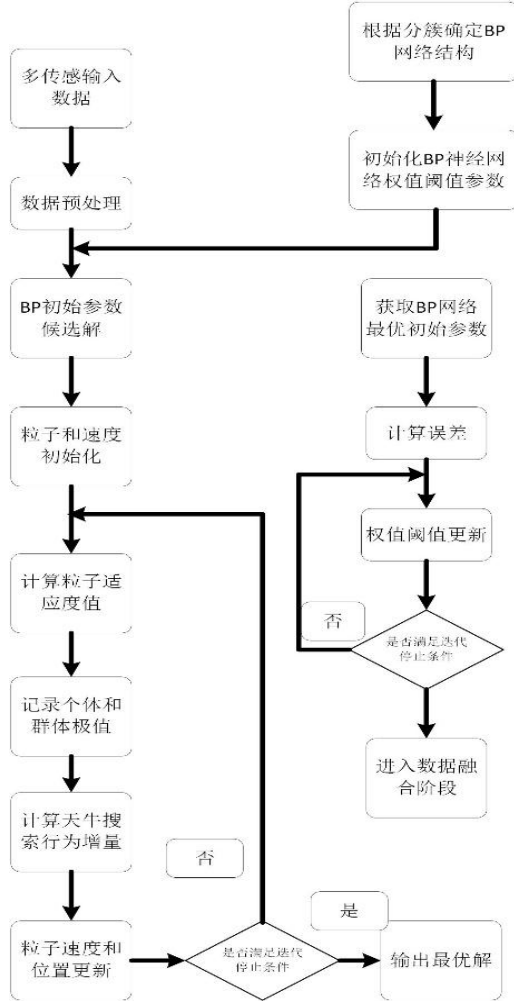 多传感输入
数据
数据预处理
根据分簇确定BP
网络结构
初始化BP神经网
络权值阈值参数
BP初始参数
候选解
粒子和速度
初始化
计算粒子适
应度值
记录个体和
群体极值
计算天牛搜
索行为增量
粒子速度和
位置更新
是否满足迭代
停止条件
否
是
输出最优解
获取BP网络
最优初始参数
计算误差
权值阈值更新
否
是否满足迭代
停止条件
进入数据融
合阶段